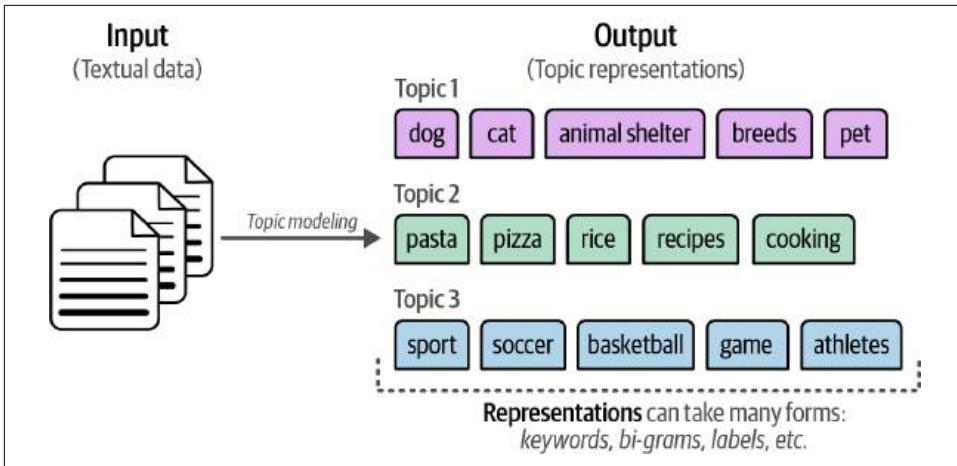 Input
(Textual data)
Output
(Topic representations)
Topic 1
dog cat animal shelter breeds pet
Topic modeling
Topic 2
pasta pizza rice recipes cooking
Topic 3
sport soccer basketball game athletes
Representations can take many forms:
keywords, bi-grams, labels, etc.